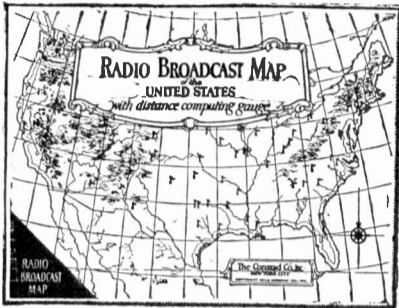 RADIO BROADCAST MAP
of the
UNITED STATES
with distance computing gauge
The Conrad Co., Inc.
NEW YORK CITY
RADIO
BROADCAST
MAP